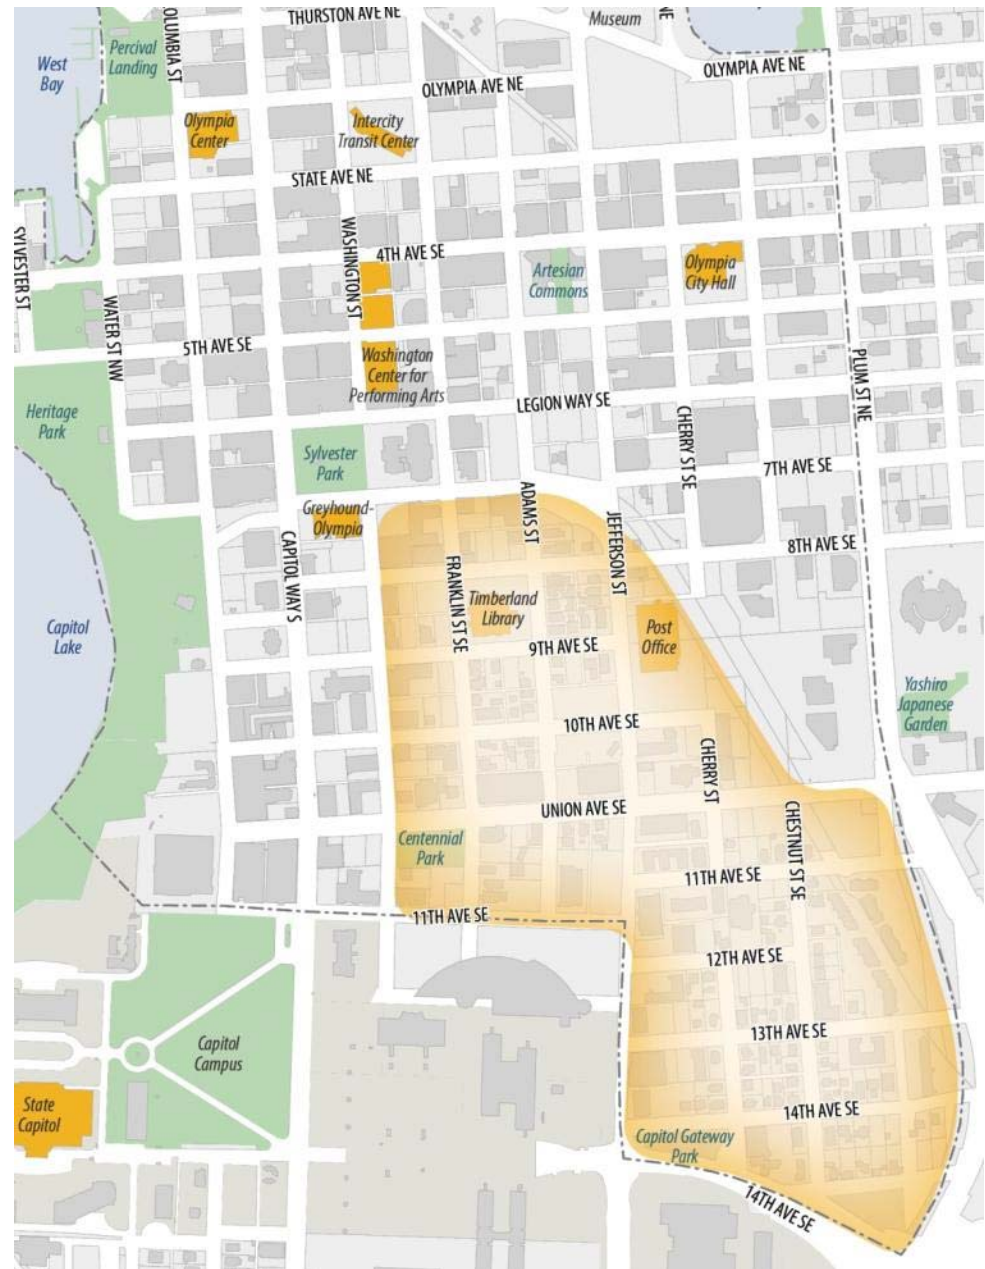 THURSTON AVE NE
Museum
NE
OLUMBIA ST
Percival
Landing
West
Bay
OLYMPIA AVE NE
OLYMPIA AVE NE
Olympia
Center
Intercity
Transit Center
STATE AVE NE
SYLVESTER ST
WASHINGTON ST
4TH AVE SE
Artesian
Commons
Olympia
City Hall
WATER ST NW
5TH AVE SE
Washington
Center for
Performing Arts
PLUM ST NE
LEGION WAY SE
Heritage
Park
CHERRY ST SE
Sylvester
Park
7TH AVE SE
Greyhound-
Olympia
ADAMS ST
JEFFERSON ST
CAPITOL WAY S
8TH AVE SE
FRANKLIN ST SE
Timberland
Library
Capitol
Lake
Post
Office
9TH AVE SE
Yashiro
Japanese
Garden
10TH AVE SE
CHERRY ST
UNION AVE SE
CHESTNUT ST SE
Centennial
Park
11TH AVE SE
11TH AVE SE
12TH AVE SE
13TH AVE SE
Capitol
Campus
State
Capitol
14TH AVE SE
Capitol Gateway
Park
14TH AVE SE